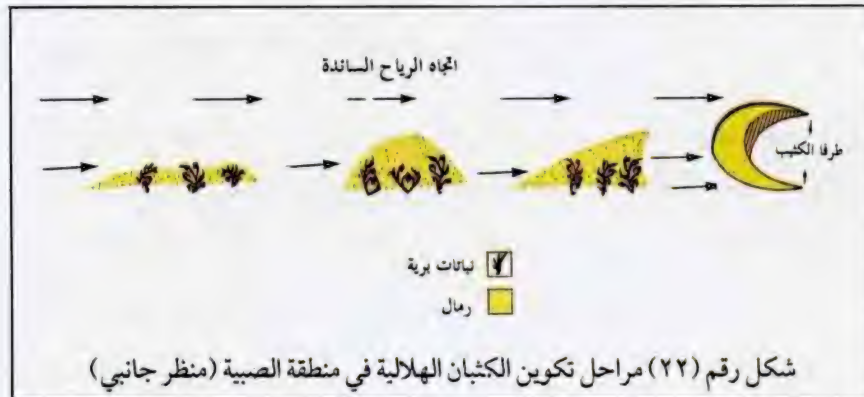 اتجاه الرياح السائدة
طرفا الكثيب
نباتات برية
رمال
شكل رقم (٢٢) مراحل تكوين الكثبان الهلالية في منطقة الصبية (منظر جانبي)